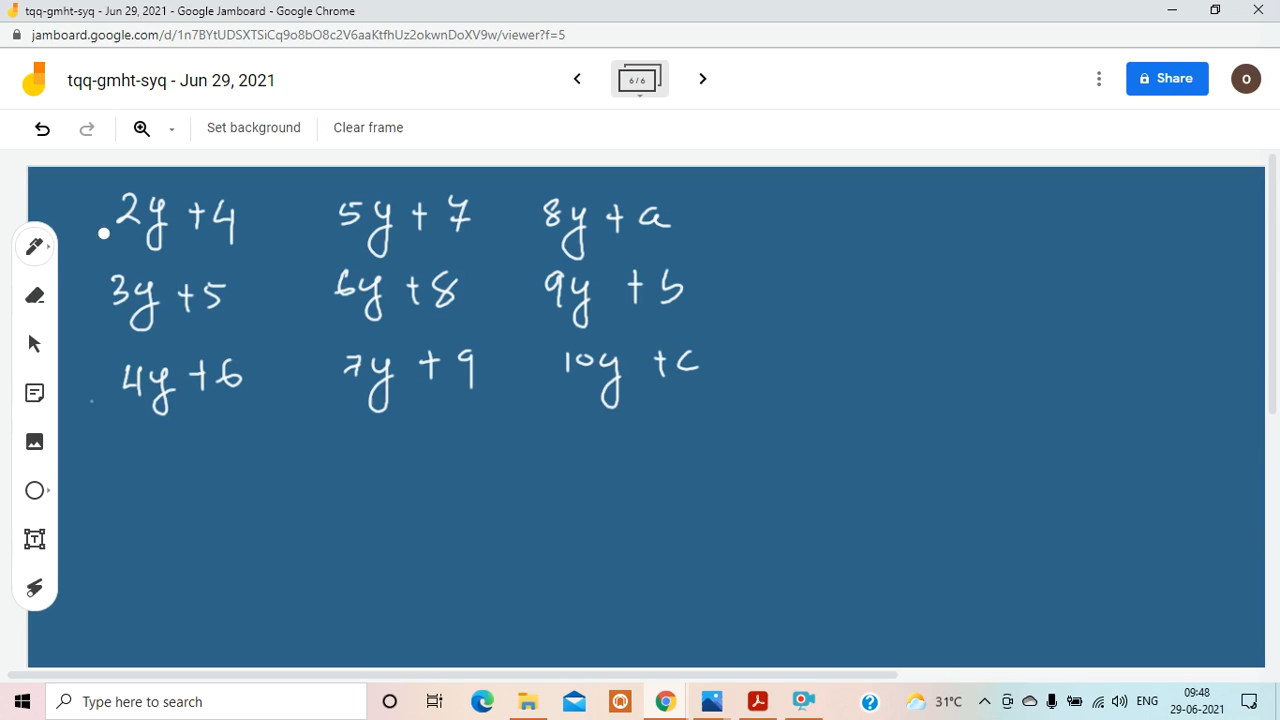 tqq-gmht-syq - Jun 29, 2021 - Google Jamboard - Google Chrome
jamboard.google.com/d/1n7BYtUDSXTSiCq9o8bO8c2V6aaKtfhUz2okwnDoXV9w/viewer?f=5
tqq-gmht-syq - Jun 29, 2021
6 / 6
Share
O
Set background
Clear frame
2y + 4 5y + 7 8y + a
3y + 5 6y + 8 9y + b
4y + 6 7y + 9 10y + c
Type here to search
31°C
ENG
09:48
29-06-2021